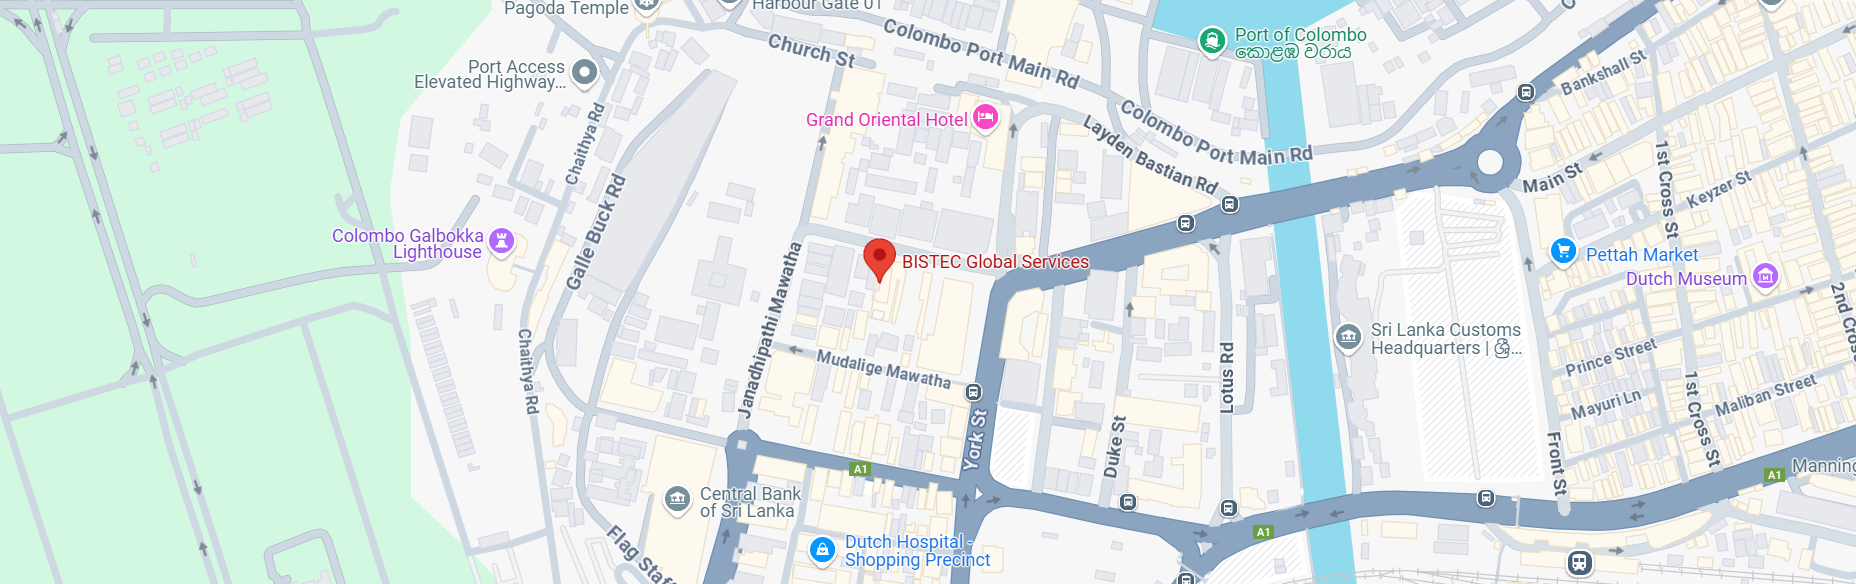 Pagoda Temple
Harbour Gate 01
Church St
Colombo Port Main Rd
Port of Colombo
කොළඹ වරාය
Port Access
Elevated Highway...
Bankshall St
Grand Oriental Hotel
Chaithya Rd
Layden Bastian Rd
Colombo Port Main Rd
Main St
1st Cross St
Keyzer St
Galle Buck Rd
Colombo Galbokka
Lighthouse
Janadhipathi Mawatha
BISTEC Global Services
Pettah Market
Dutch Museum
2nd Cross
Chaithya Rd
Mudalige Mawatha
Lotus Rd
Sri Lanka Customs
Headquarters | ශ්‍රී...
Prince Street
Mayuri Ln
1st Cross St
Maliban Street
York St
Duke St
Front St
A1
Manning
A1
Central Bank
of Sri Lanka
Flag Staff
A1
Dutch Hospital -
Shopping Precinct